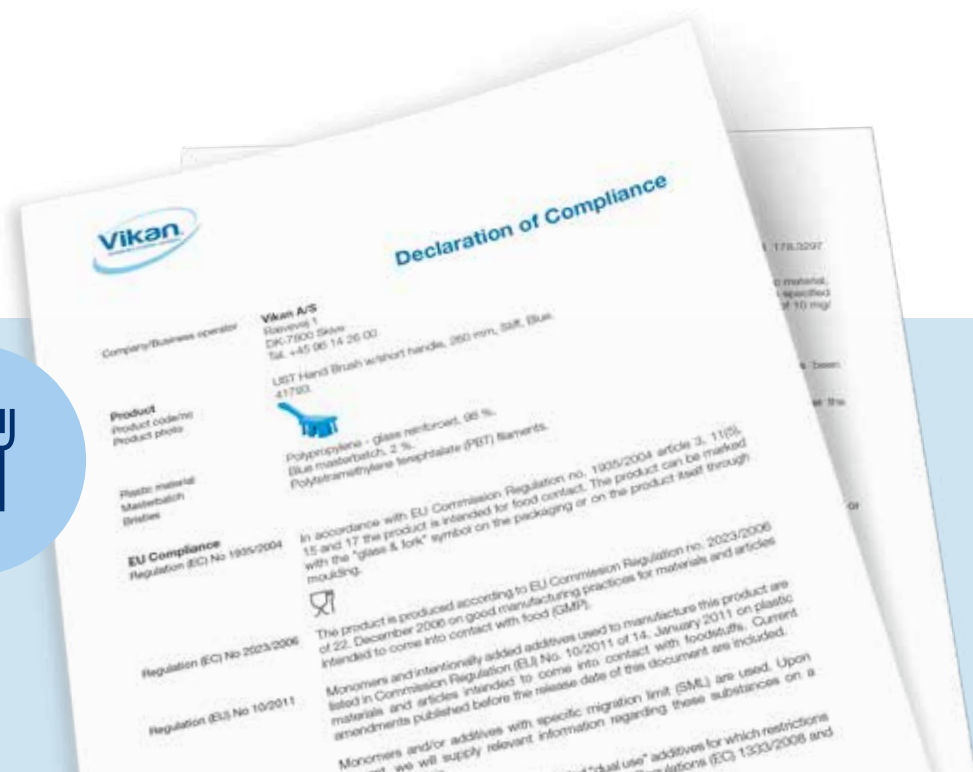 Vikan
Declaration of Compliance
Company/Business operator
Vikan A/S
Rævevej 1
DK-7800 Skive
Tel. +45 96 14 26 00
Product
Product code/no
Product photo
UST Hand Brush w/short handle, 260 mm, Stiff, Blue
41793
Plastic material
Masterbatch
Bristles
Polypropylene - glass reinforcert, 98 %.
Blue masterbatch, 2 %.
Polytetramethylene terephtalate (PBT) filaments.
EU Compliance
Regulation (EC) No 1935/2004
In accordance with EU Commission Regulation no. 1935/2004 article 3, 11(5),
15 and 17 the product is intended for food contact. The product can be marked
with the "glass & fork" symbol on the packaging or on the product itself through
moulding.
Regulation (EC) No 2023/2006
The product is produced according to EU Commission Regulation no. 2023/2006
of 22. December 2006 on good manufacturing practices for materials and articles
intended to come into contact with food (GMP).
Regulation (EU) No 10/2011
Monomers and intentionally added additives used to manufacture this product are
listed in Commission Regulation (EU) No. 10/2011 of 14. January 2011 on plastic
materials and articles intended to come into contact with foodstuffs. Current
amendments published before the release date of this document are included.
Monomers and/or additives with specific migration limit (SML) are used. Upon
we will supply relevant information regarding these substances on a
"dual use" additives for which restrictions
(EC) 1333/2008 and
178.3297
material,
specified
of 10 mg/
been
the
or